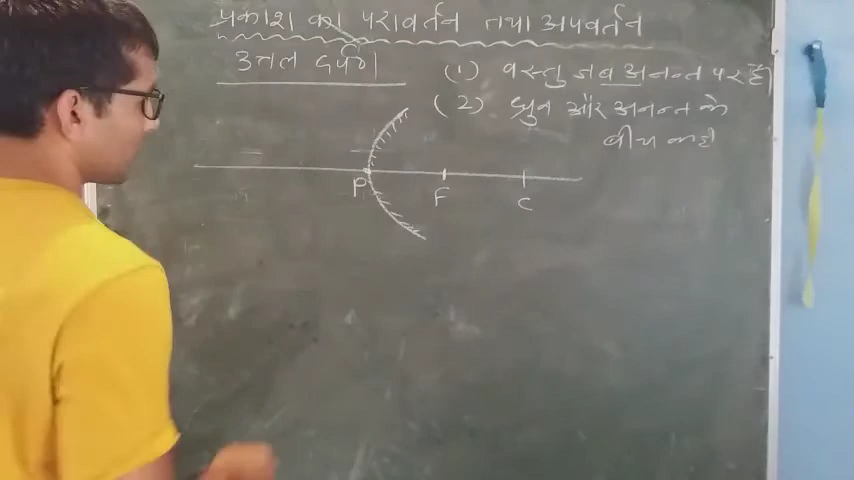 प्रकाश का परावर्तन तथा अपवर्तन
उत्तल दर्पण
(1) वस्तु जब अनन्त पर है।
(2) ध्रुव और अनन्त के
बीच कही
P F C